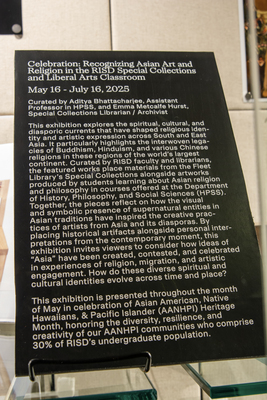 Celebration: Recognizing Asian Art and
Religion in the RISD Special Collections
and Liberal Arts Classroom
May 16 - July 16, 2025
Curated by Aditya Bhattacharjee, Assistant
Professor in HPSS, and Emma Metcalfe Hurst,
Special Collections Librarian / Archivist
This exhibition explores the spiritual, cultural, and
diasporic currents that have shaped religious iden-
tity and artistic expression across South and East
Asia. It particularly highlights the interwoven lega-
cies of Buddhism, Hinduism, and various Chinese
religions in these regions of the world's largest
continent. Curated by RISD faculty and librarians,
the featured works place materials from the Fleet
Library's Special Collections alongside artworks
produced by students learning about Asian religion
and philosophy in courses offered at the Department
of History, Philosophy, and Social Sciences (HPSS).
Together, the pieces reflect on how the visual
and symbolic presence of supernatural entities in
Asian traditions have inspired the creative prac-
tices of artists from Asia and its diasporas. By
placing historical artifacts alongside personal inter-
pretations from the contemporary moment, this
exhibition invites viewers to consider how ideas of
"Asia" have been created, contested, and celebrated
in experiences of religion, migration, and artistic
engagement. How do these diverse spiritual and
cultural identities evolve across time and place?
This exhibition is presented throughout the month
of May in celebration of Asian American, Native
Hawaiians, & Pacific Islander (AANHPI) Heritage
Month, honoring the diversity, resilience, and
creativity of our AANHPI communities who comprise
30% of RISD's undergraduate population.